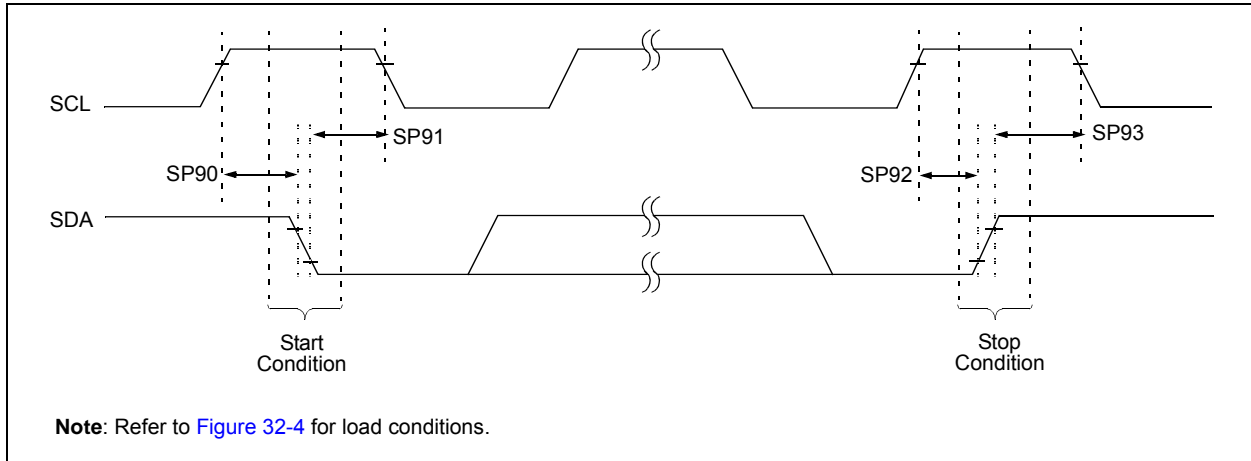 SCL
SP91
SP93
SP90
SP92
SDA
Start
Condition
Stop
Condition
Note: Refer to Figure 32-4 for load conditions.